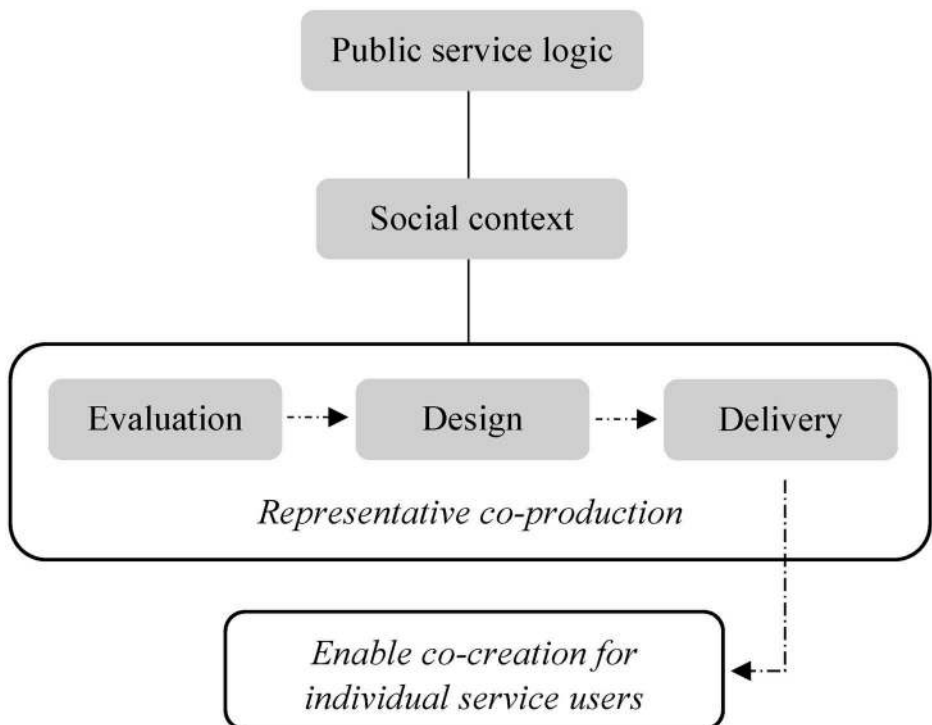 Public service logic
Social context
Evaluation
Design
Delivery
Representative co-production
Enable co-creation for
individual service users